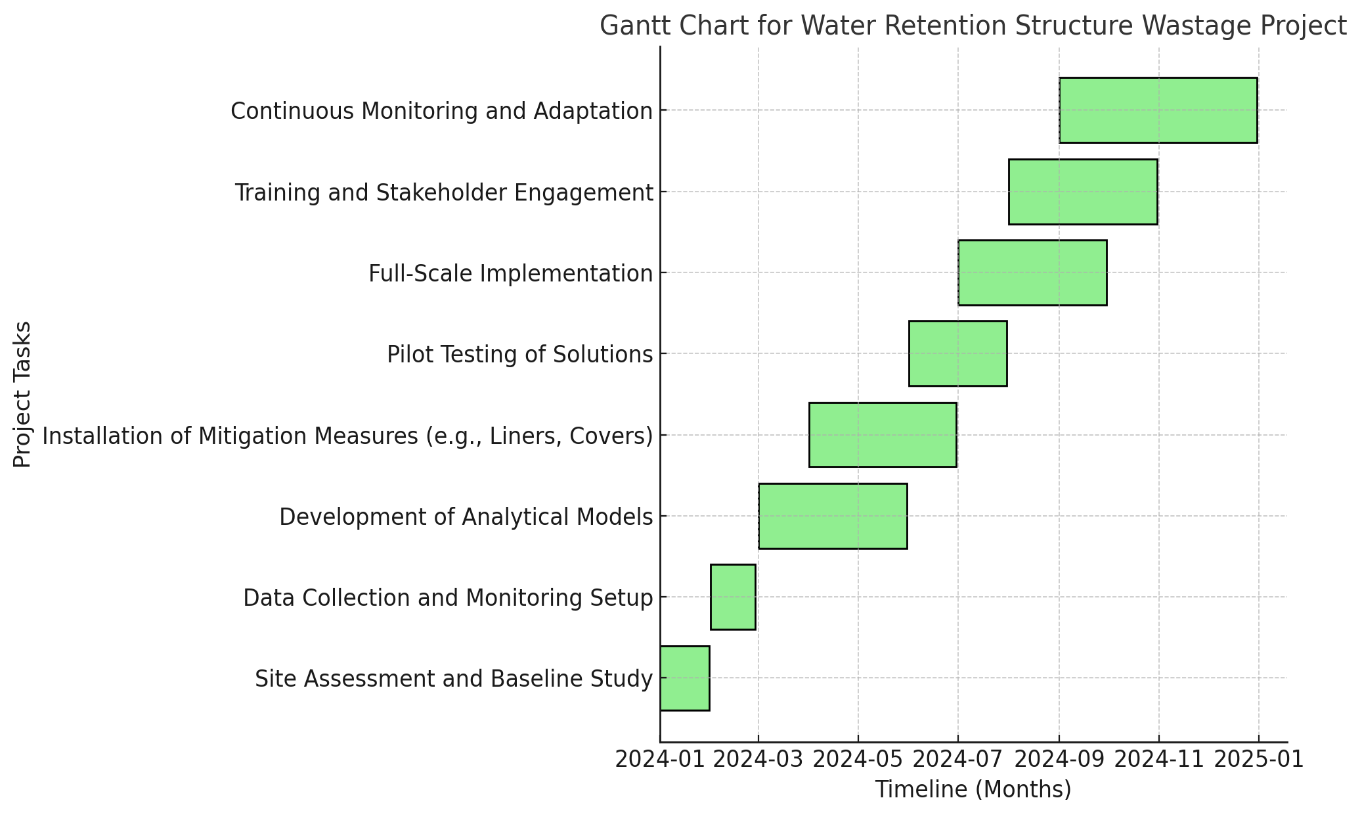 Gantt Chart for Water Retention Structure Wastage Project
Continuous Monitoring and Adaptation
Training and Stakeholder Engagement
Full-Scale Implementation
Pilot Testing of Solutions
Installation of Mitigation Measures (e.g., Liners, Covers)
Development of Analytical Models
Data Collection and Monitoring Setup
Site Assessment and Baseline Study
Project Tasks
2024-01 2024-03 2024-05 2024-07 2024-09 2024-11 2025-01
Timeline (Months)